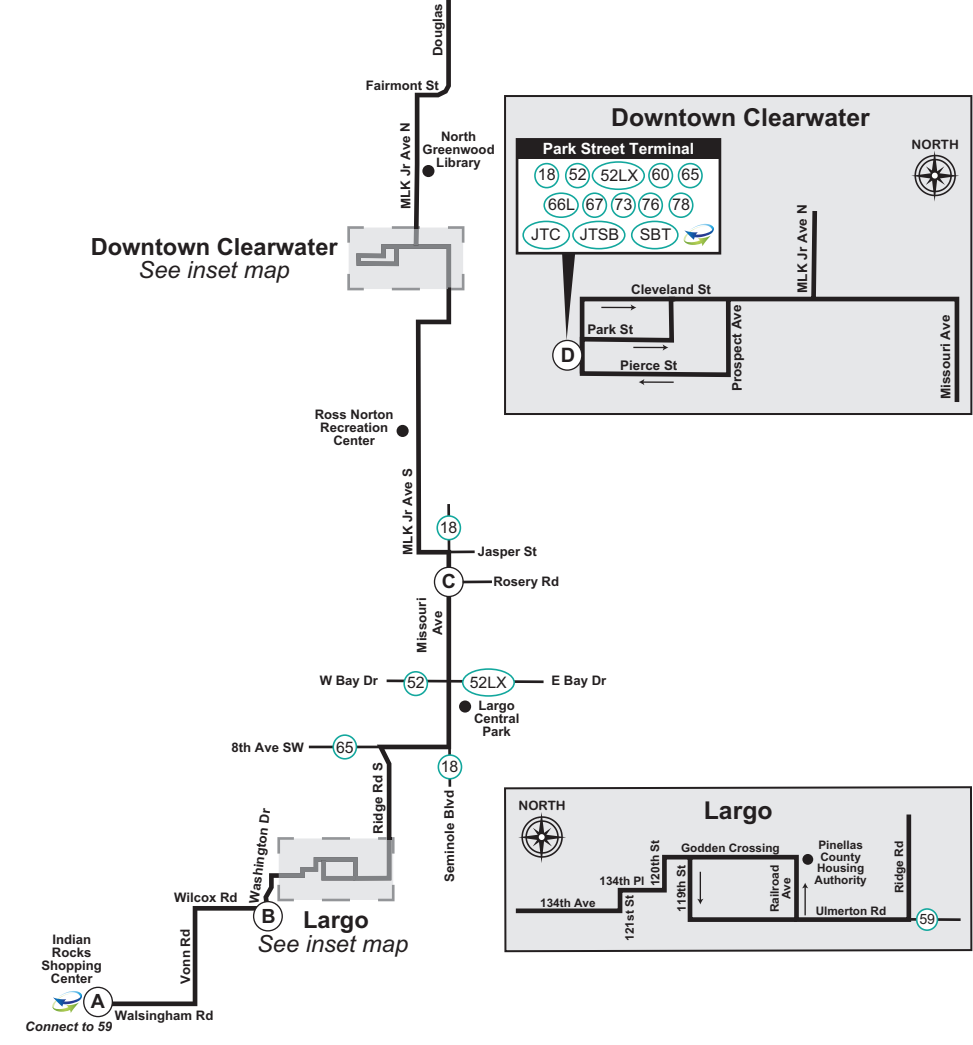 Douglas
Fairmont St
MLK Jr Ave N
North
Greenwood
Library
Downtown Clearwater
See inset map
Downtown Clearwater
Park Street Terminal
18 52 52LX 60 65
66L 67 73 76 78
JTC JTSB SBT
NORTH
MLK Jr Ave N
Cleveland St
Park St
D
Pierce St
Prospect Ave
Missouri Ave
Ross Norton
Recreation
Center
MLK Jr Ave S
18
Jasper St
C
Rosery Rd
Missouri
Ave
W Bay Dr
52
52LX
E Bay Dr
Largo
Central
Park
8th Ave SW
65
18
Ridge Rd S
Seminole Blvd
Washington Dr
Wilcox Rd
B
Largo
See inset map
Vonn Rd
Indian
Rocks
Shopping
Center
A
Walsingham Rd
Connect to 59
NORTH
Largo
Godden Crossing
Pinellas
County
Housing
Authority
Ridge Rd
120th St
134th Pl
119th St
Railroad
Ave
134th Ave
121st St
Ulmerton Rd
59